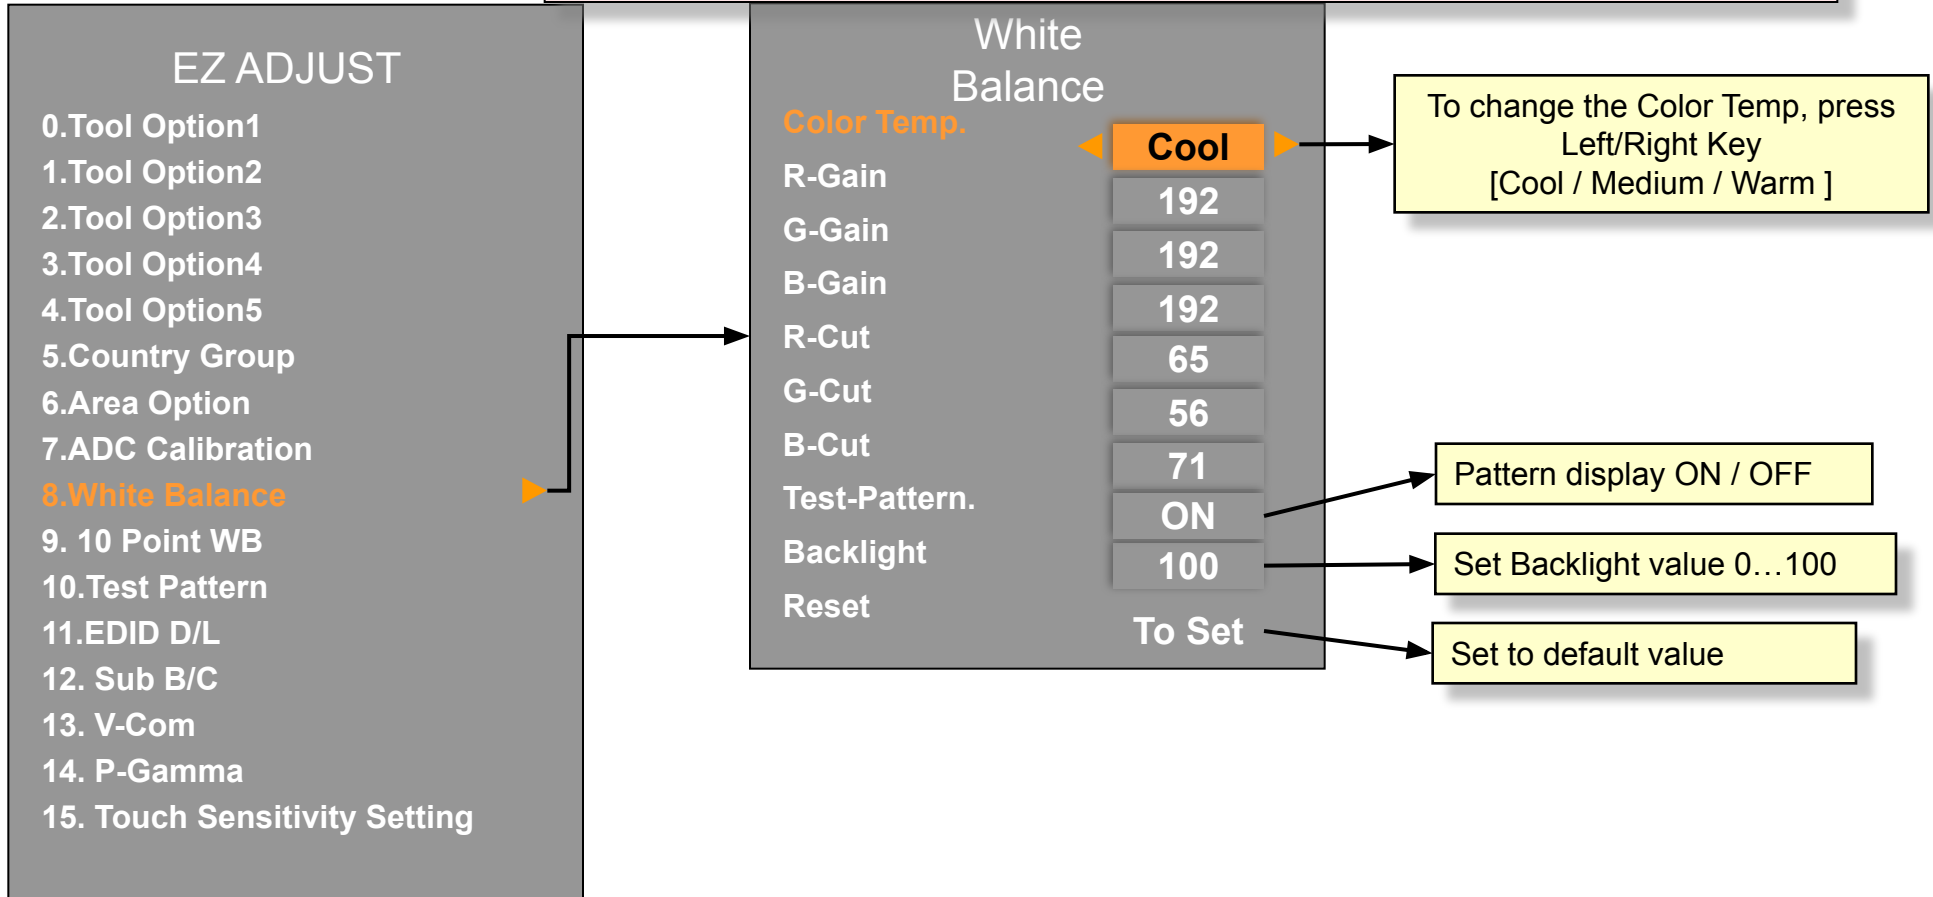 EZ ADJUST
0.Tool Option1
1.Tool Option2
2.Tool Option3
3.Tool Option4
4.Tool Option5
5.Country Group
6.Area Option
7.ADC Calibration
8.White Balance
9. 10 Point WB
10.Test Pattern
11.EDID D/L
12. Sub B/C
13. V-Com
14. P-Gamma
15. Touch Sensitivity Setting
White
Balance
Color Temp. Cool
R-Gain 192
G-Gain 192
B-Gain 192
R-Cut 65
G-Cut 56
B-Cut 71
Test-Pattern. ON
Backlight 100
Reset To Set
To change the Color Temp, press
Left/Right Key
[Cool / Medium / Warm ]
Pattern display ON / OFF
Set Backlight value 0…100
Set to default value